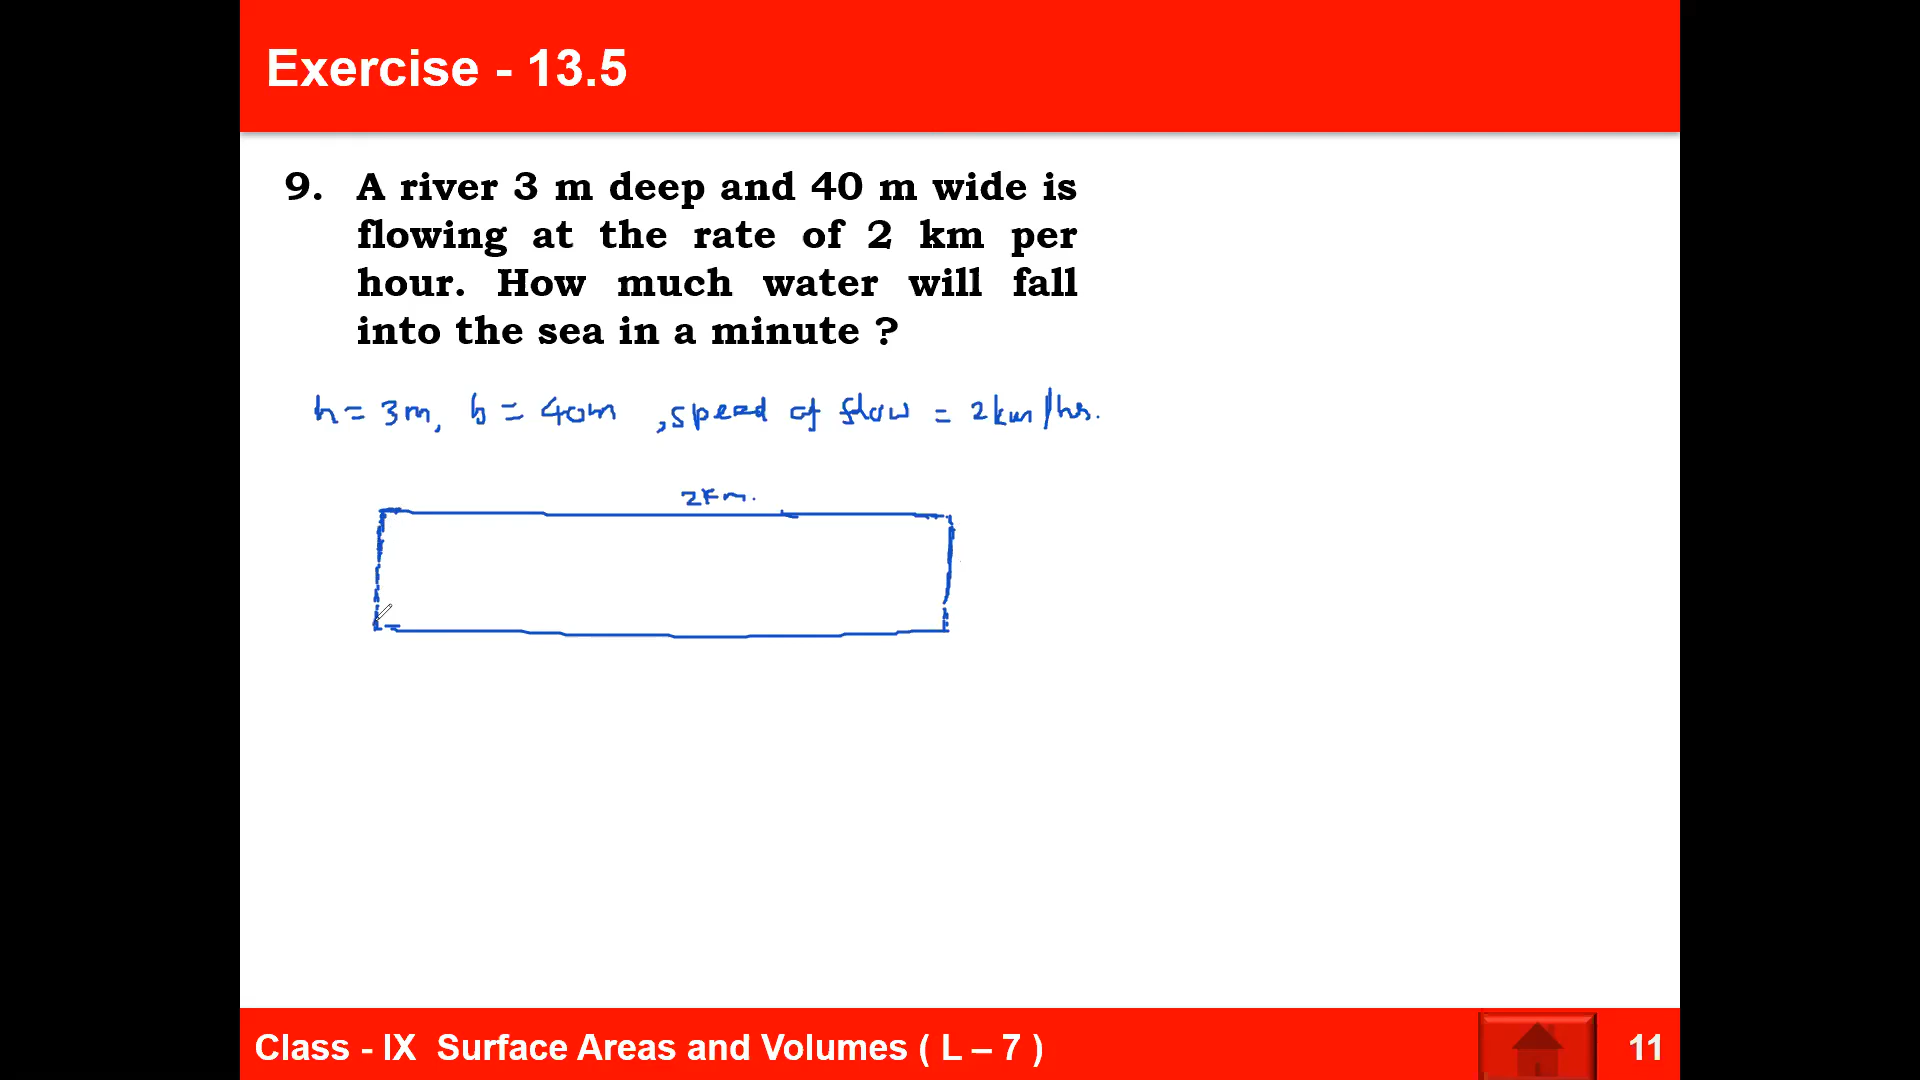 Exercise - 13.5
9. A river 3 m deep and 40 m wide is
flowing at the rate of 2 km per
hour. How much water will fall
into the sea in a minute ?
h = 3m, b = 40m , speed of flow = 2km/hs.
2km.
Class - IX Surface Areas and Volumes ( L – 7 )
11